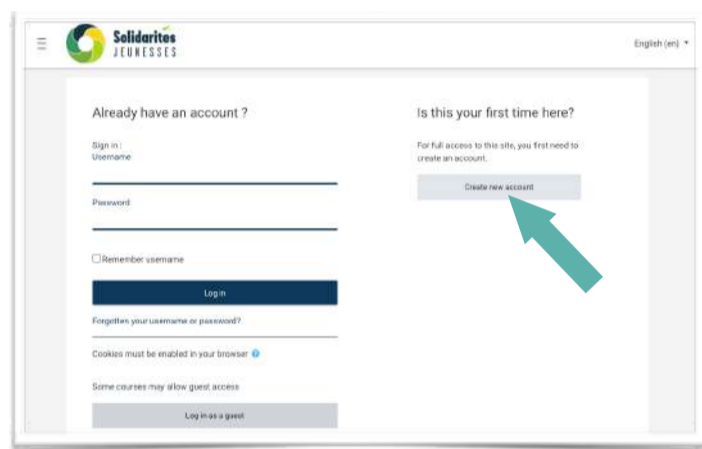 Solidarités
JEUNESSES
English (en)
Already have an account ?
Sign in :
Username
Password
Remember username
Log in
Forgotten your username or password?
Cookies must be enabled in your browser
Some courses may allow guest access
Log in as a guest
Is this your first time here?
For full access to this site, you first need to
create an account.
Create new account